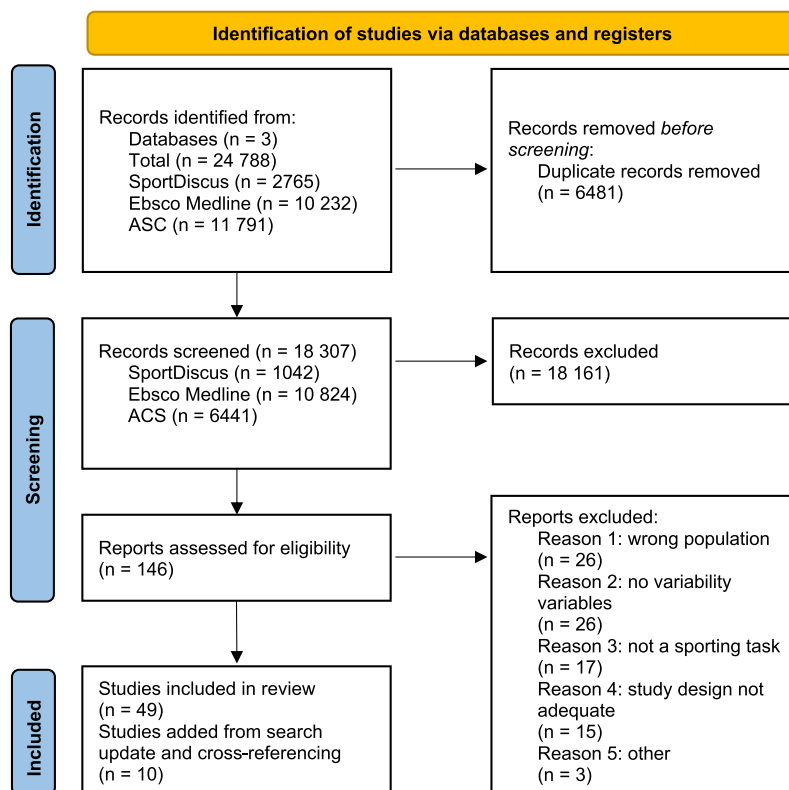 Identification of studies via databases and registers
Identification
Records identified from:
Databases (n = 3)
Total (n = 24 788)
SportDiscus (n = 2765)
Ebsco Medline (n = 10 232)
ASC (n = 11 791)
Records removed before
screening:
Duplicate records removed
(n = 6481)
Screening
Records screened (n = 18 307)
SportDiscus (n = 1042)
Ebsco Medline (n = 10 824)
ACS (n = 6441)
Records excluded
(n = 18 161)
Reports assessed for eligibility
(n = 146)
Reports excluded:
Reason 1: wrong population
(n = 26)
Reason 2: no variability
variables
(n = 26)
Reason 3: not a sporting task
(n = 17)
Reason 4: study design not
adequate
(n = 15)
Reason 5: other
(n = 3)
Included
Studies included in review
(n = 49)
Studies added from search
update and cross-referencing
(n = 10)